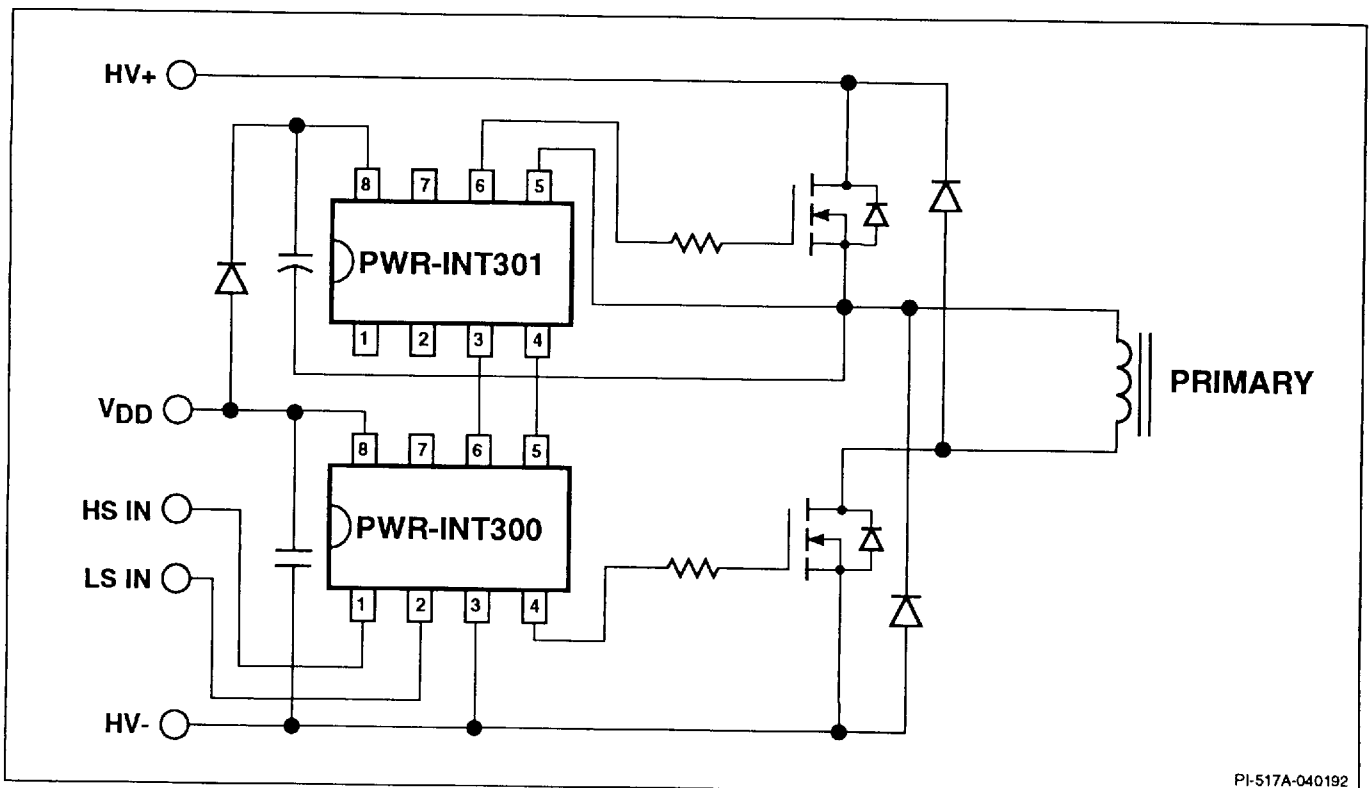 HV+
8 7 6 5
PWR-INT301
1 2 3 4
PRIMARY
VDD
8 7 6 5
HS IN
PWR-INT300
LS IN
1 2 3 4
HV-
PI-517A-040192